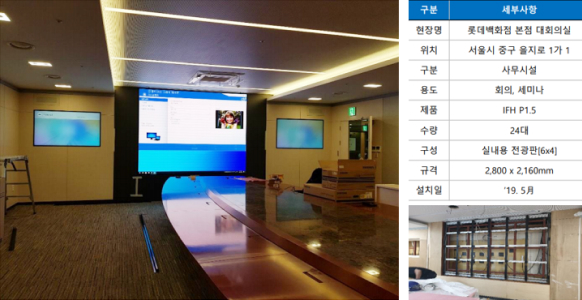 구분 세부사항
현장명 롯데백화점 본점 대회의실
위치 서울시 중구 을지로 1가 1
구분 사무시설
용도 회의, 세미나
제품 IFH P1.5
수량 24대
구성 실내용 전광판[6x4]
규격 2,800 x 2,160mm
설치일 '19. 5月